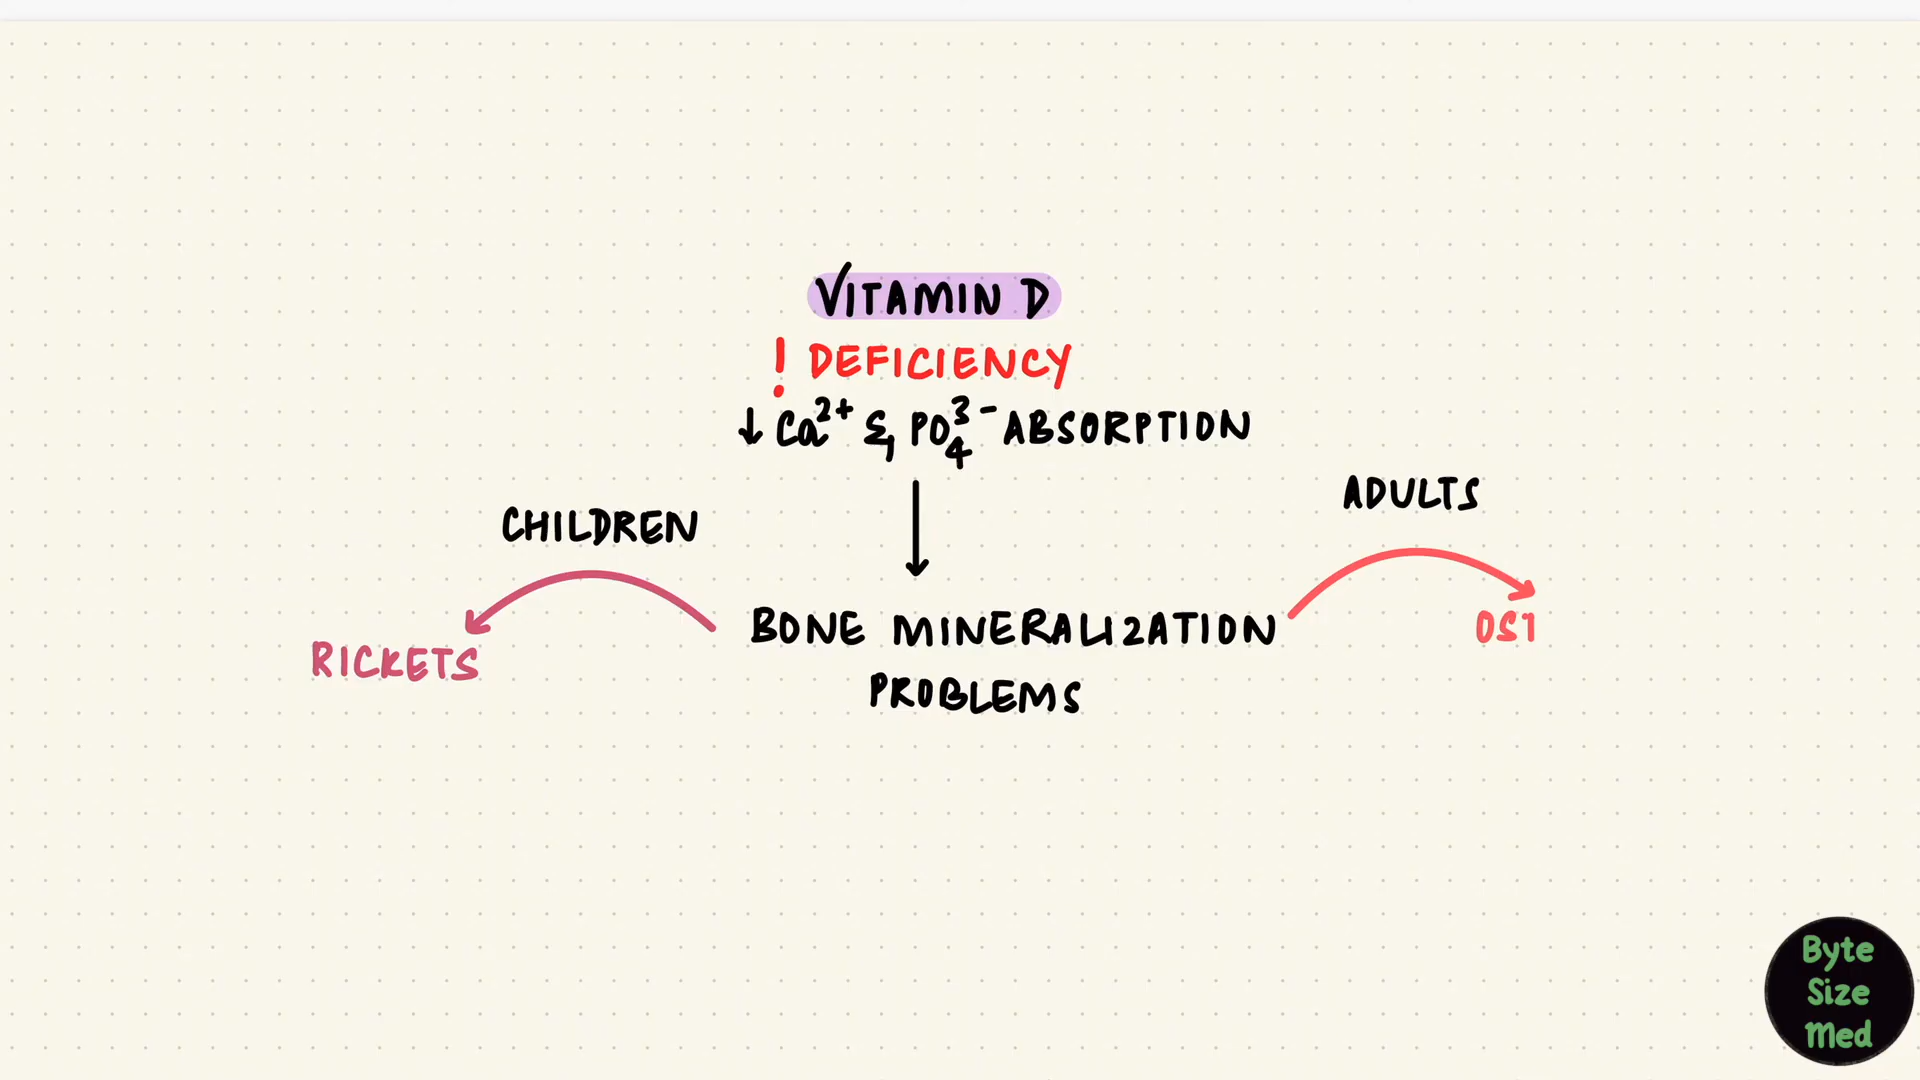 VITAMIN D
! DEFICIENCY
↓ Ca²⁺ & PO₄³⁻ ABSORPTION
CHILDREN
ADULTS
RICKETS
BONE MINERALIZATION
PROBLEMS
OST
Byte
Size
Med